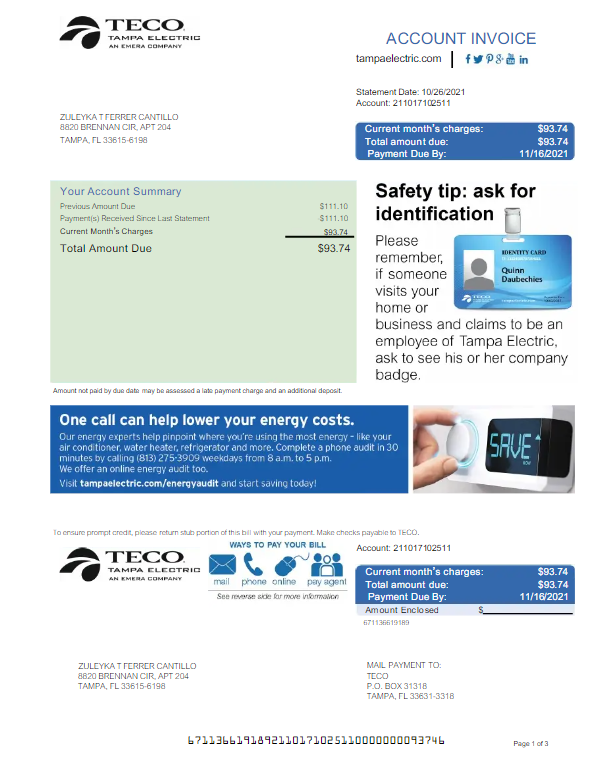 TECO.
TAMPA ELECTRIC
AN EMERA COMPANY
ACCOUNT INVOICE
tampaelectric.com
Statement Date: 10/26/2021
Account: 211017102511
ZULEYKA T FERRER CANTILLO
8820 BRENNAN CIR, APT 204
TAMPA, FL 33615-6198
Current month's charges: $93.74
Total amount due: $93.74
Payment Due By: 11/16/2021
Your Account Summary
Previous Amount Due $111.10
Payment(s) Received Since Last Statement -$111.10
Current Month's Charges $93.74
Total Amount Due $93.74
Safety tip: ask for
identification
Please
remember,
if someone
visits your
home or
business and claims to be an
employee of Tampa Electric,
ask to see his or her company
badge.
IDENTITY CARD
Quinn
Daubechies
TECO
Amount not paid by due date may be assessed a late payment charge and an additional deposit.
One call can help lower your energy costs.
Our energy experts help pinpoint where you're using the most energy – like your
air conditioner, water heater, refrigerator and more. Complete a phone audit in 30
minutes by calling (813) 275-3909 weekdays from 8 a.m. to 5 p.m.
We offer an online energy audit too.
Visit tampaelectric.com/energyaudit and start saving today!
SAVE
NOW
To ensure prompt credit, please return stub portion of this bill with your payment. Make checks payable to TECO.
TECO.
TAMPA ELECTRIC
AN EMERA COMPANY
WAYS TO PAY YOUR BILL
mail phone online pay agent
See reverse side for more information
Account: 211017102511
Current month's charges: $93.74
Total amount due: $93.74
Payment Due By: 11/16/2021
Amount Enclosed $
671136619189
ZULEYKA T FERRER CANTILLO
8820 BRENNAN CIR, APT 204
TAMPA, FL 33615-6198
MAIL PAYMENT TO:
TECO
P.O. BOX 31318
TAMPA, FL 33631-3318
6711366191892110171025110000000093746
Page 1 of 3